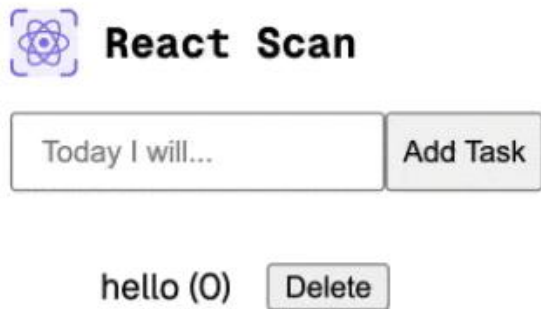 React Scan
Today I will...
Add Task
hello (0)
Delete